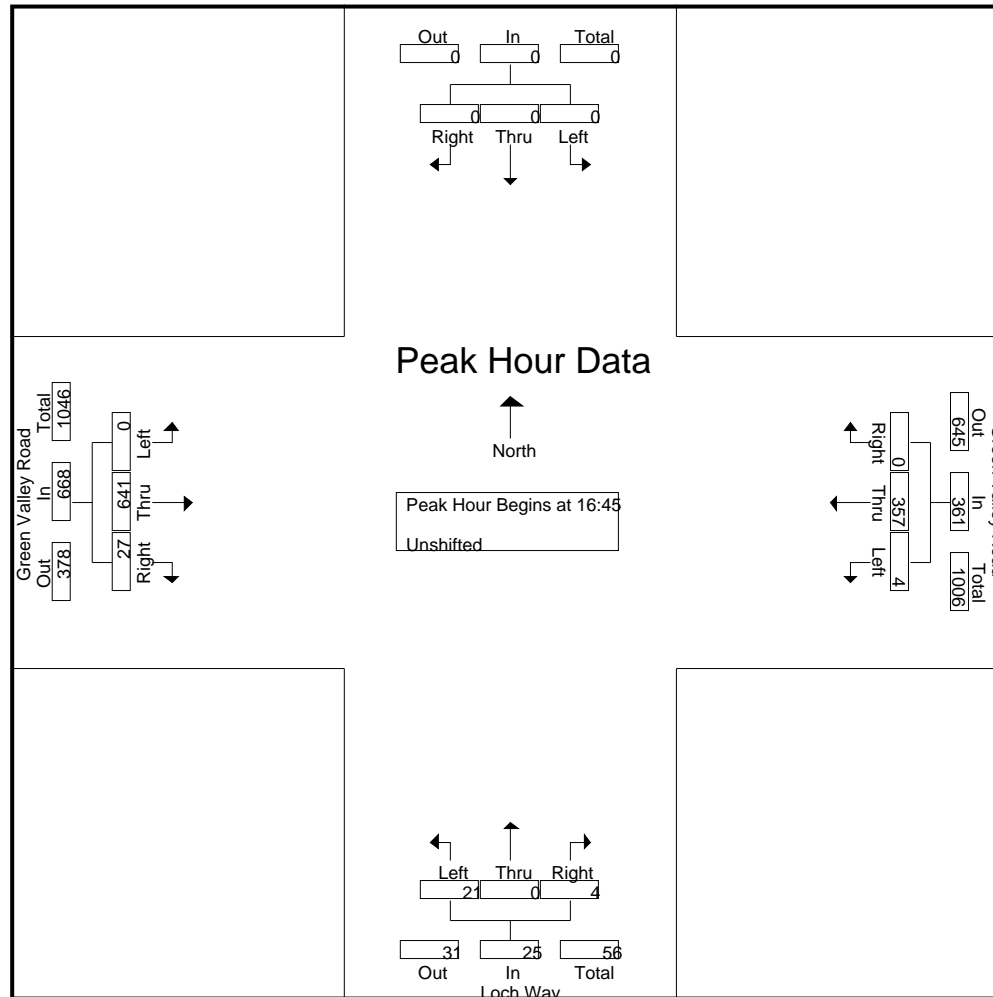 Out In Total
0 0 0
0 0 0
Right Thru Left
Peak Hour Data
North
Peak Hour Begins at 16:45
Unshifted
Green Valley Road
Total In Out
1046 668 378
0 641 27
Left Thru Right
Right Thru Left
0 357 4
645 361 1006
Out In Total
Left Thru Right
21 0 4
31 25 56
Out In Total
Loch Way